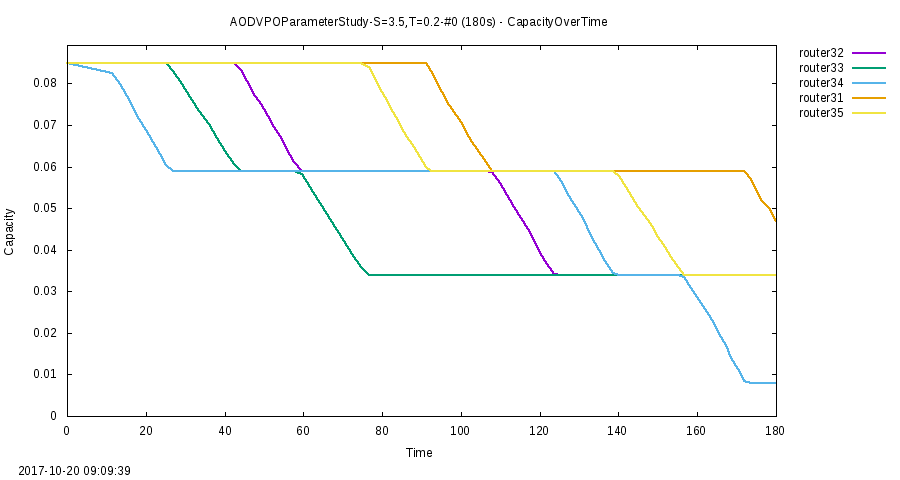 AODVPOParameterStudy-S=3.5,T=0.2-#0 (180s) - CapacityOverTime
router32
router33
router34
router31
router35
Capacity
0.08
0.07
0.06
0.05
0.04
0.03
0.02
0.01
0
0 20 40 60 80 100 120 140 160 180
Time
2017-10-20 09:09:39